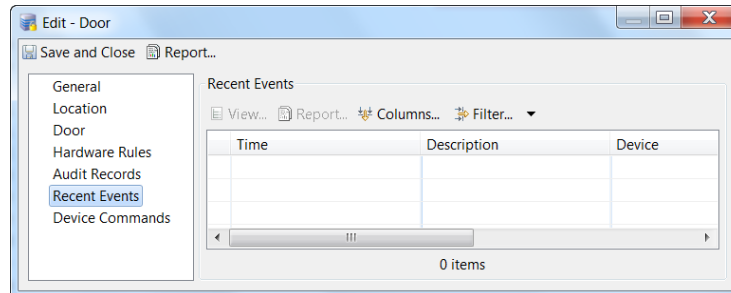 Edit - Door
Save and Close Report...
General
Location
Door
Hardware Rules
Audit Records
Recent Events
Device Commands
Recent Events
View... Report... Columns... Filter...
Time Description Device
0 items